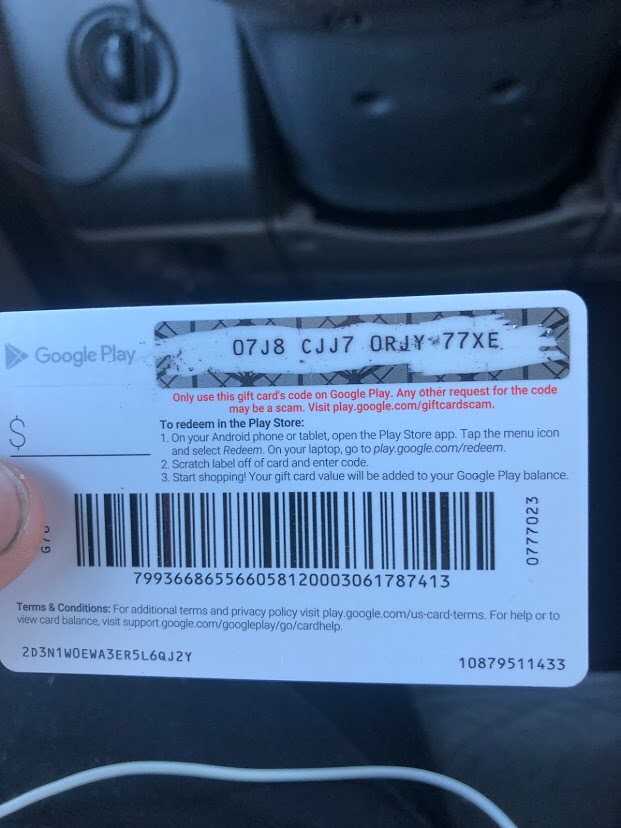 Google Play
07J8 CJJ7 0RJY 77XE
Only use this gift card's code on Google Play. Any other request for the code
may be a scam. Visit play.google.com/giftcardscam.
$
To redeem in the Play Store:
1. On your Android phone or tablet, open the Play Store app. Tap the menu icon
and select Redeem. On your laptop, go to play.google.com/redeem.
2. Scratch label off of card and enter code.
3. Start shopping! Your gift card value will be added to your Google Play balance.
0777023
799366865566058120003061787413
Terms & Conditions: For additional terms and privacy policy visit play.google.com/us-card-terms. For help or to
view card balance, visit support.google.com/googleplay/go/cardhelp.
2D3N1W0EWA3ER5L6QJ2Y
10879511433